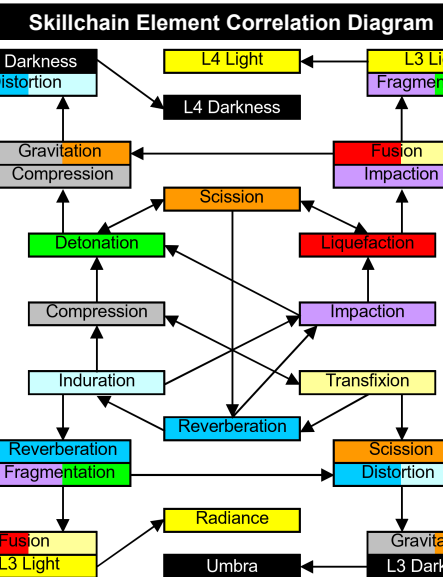 Skillchain Element Correlation Diagram
Darkness
L4 Light
L3 Li
istortion
Fragmen
L4 Darkness
Gravitation
Fusion
Compression
Impaction
Scission
Detonation
Liquefaction
Compression
Impaction
Induration
Transfixion
Reverberation
Reverberation
Scission
Fragmentation
Distortion
Radiance
Fusion
Gravita
L3 Light
Umbra
L3 Dark